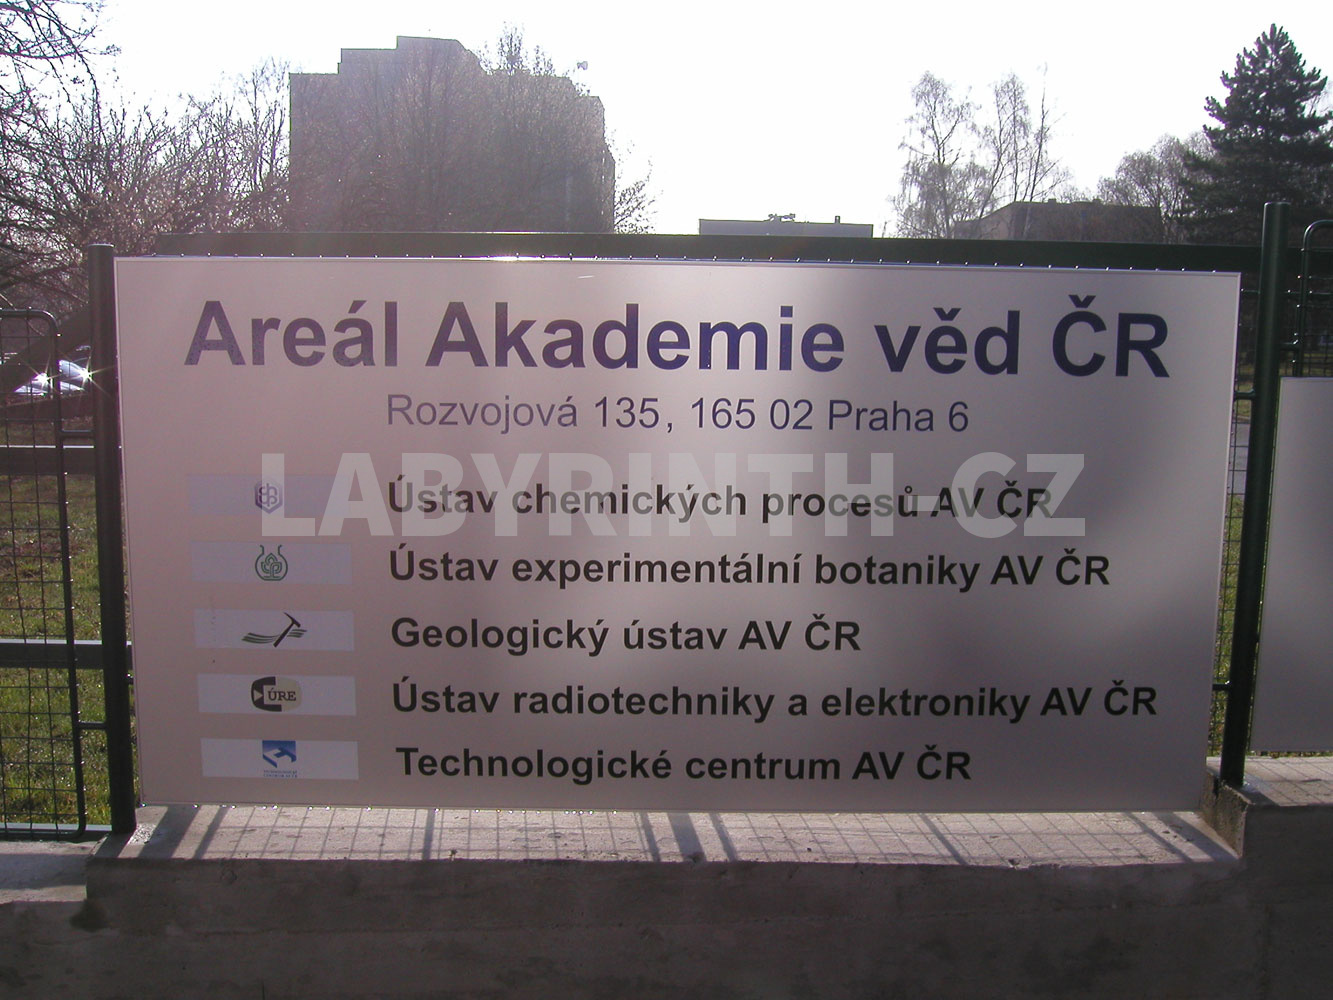 Areál Akademie věd ČR
Rozvojová 135, 165 02 Praha 6
LABYRINTH-CZ
Ústav chemických procesů AV ČR
Ústav experimentální botaniky AV ČR
Geologický ústav AV ČR
ÚRE
Ústav radiotechniky a elektroniky AV ČR
Technologické centrum AV ČR